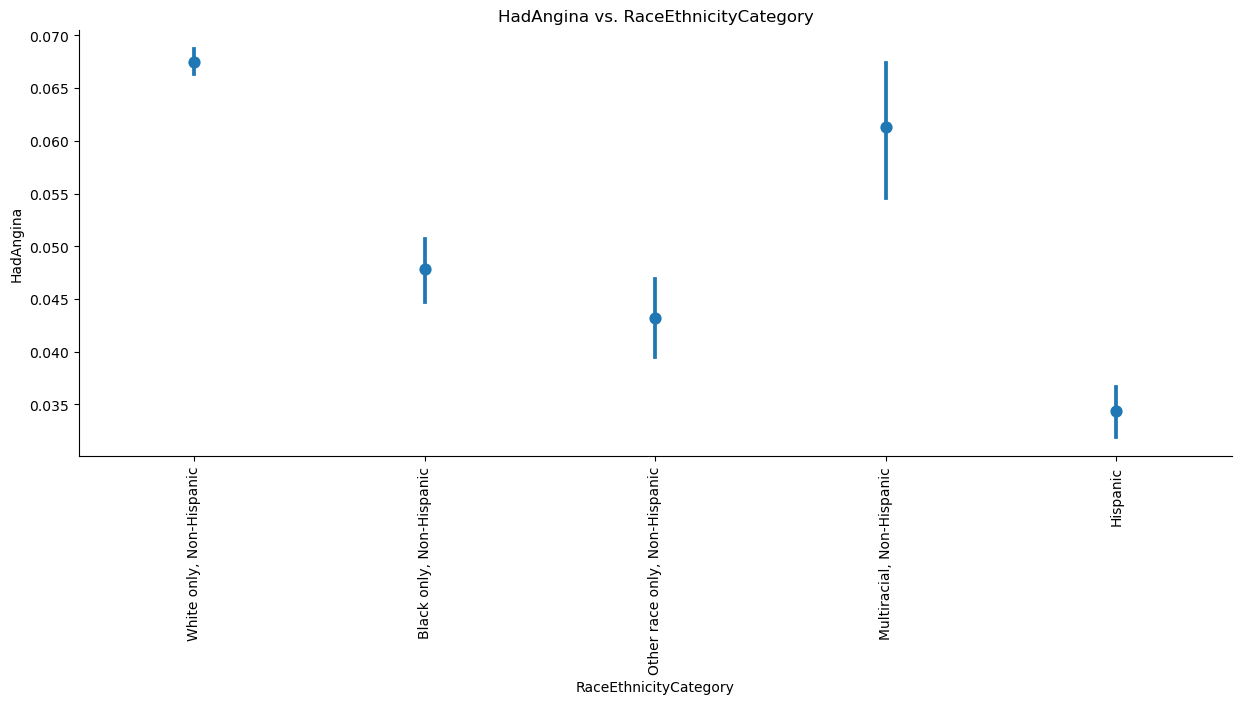 HadAngina vs. RaceEthnicityCategory
0.070
0.065
0.060
0.055
0.050
0.045
0.040
0.035
HadAngina
White only, Non-Hispanic
Black only, Non-Hispanic
Other race only, Non-Hispanic
Multiracial, Non-Hispanic
Hispanic
RaceEthnicityCategory